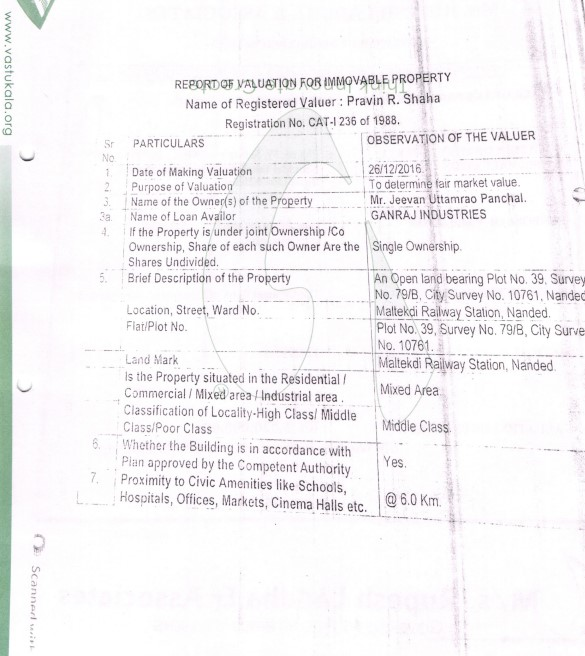 www.vastukala.org
Think Innovate Create
REPORT OF VALUATION FOR IMMOVABLE PROPERTY
Name of Registered Valuer : Pravin R. Shaha
Registration No. CAT-I 236 of 1988.
Sr No. PARTICULARS OBSERVATION OF THE VALUER
1. Date of Making Valuation 26/12/2016.
2. Purpose of Valuation To determine fair market value.
3. Name of the Owner(s) of the Property Mr. Jeevan Uttamrao Panchal.
3a. Name of Loan Availor GANRAJ INDUSTRIES
4. If the Property is under joint Ownership /Co
Ownership, Share of each such Owner Are the Single Ownership.
Shares Undivided.
5. Brief Description of the Property An Open land bearing Plot No. 39, Survey
No. 79/B, City Survey No. 10761, Nanded
Location, Street, Ward No. Maltekdi Railway Station, Nanded.
Flat/Plot No. Plot No. 39, Survey No. 79/B, City Surve
No. 10761.
Land Mark Maltekdi Railway Station, Nanded.
Is the Property situated in the Residential /
Commercial / Mixed area / Industrial area . Mixed Area
Classification of Locality-High Class/ Middle
Class/Poor Class Middle Class.
6. Whether the Building is in accordance with
Plan approved by the Competent Authority Yes.
7. Proximity to Civic Amenities like Schools,
Hospitals, Offices, Markets, Cinema Halls etc. @ 6.0 Km.
Scanned with